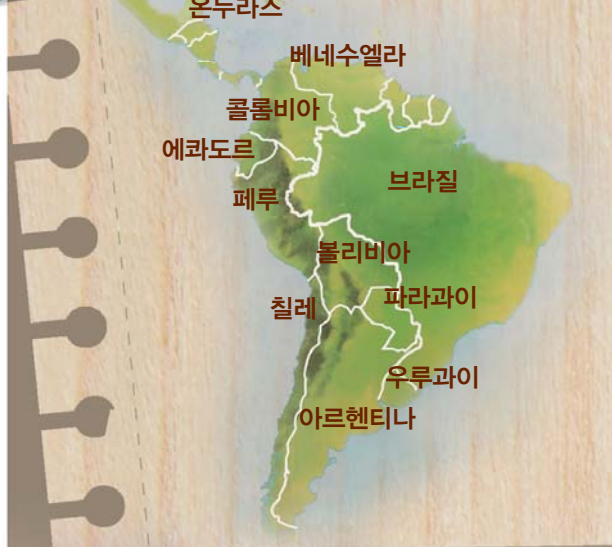 온두라스
베네수엘라
콜롬비아
에콰도르
브라질
페루
볼리비아
파라과이
칠레
우루과이
아르헨티나